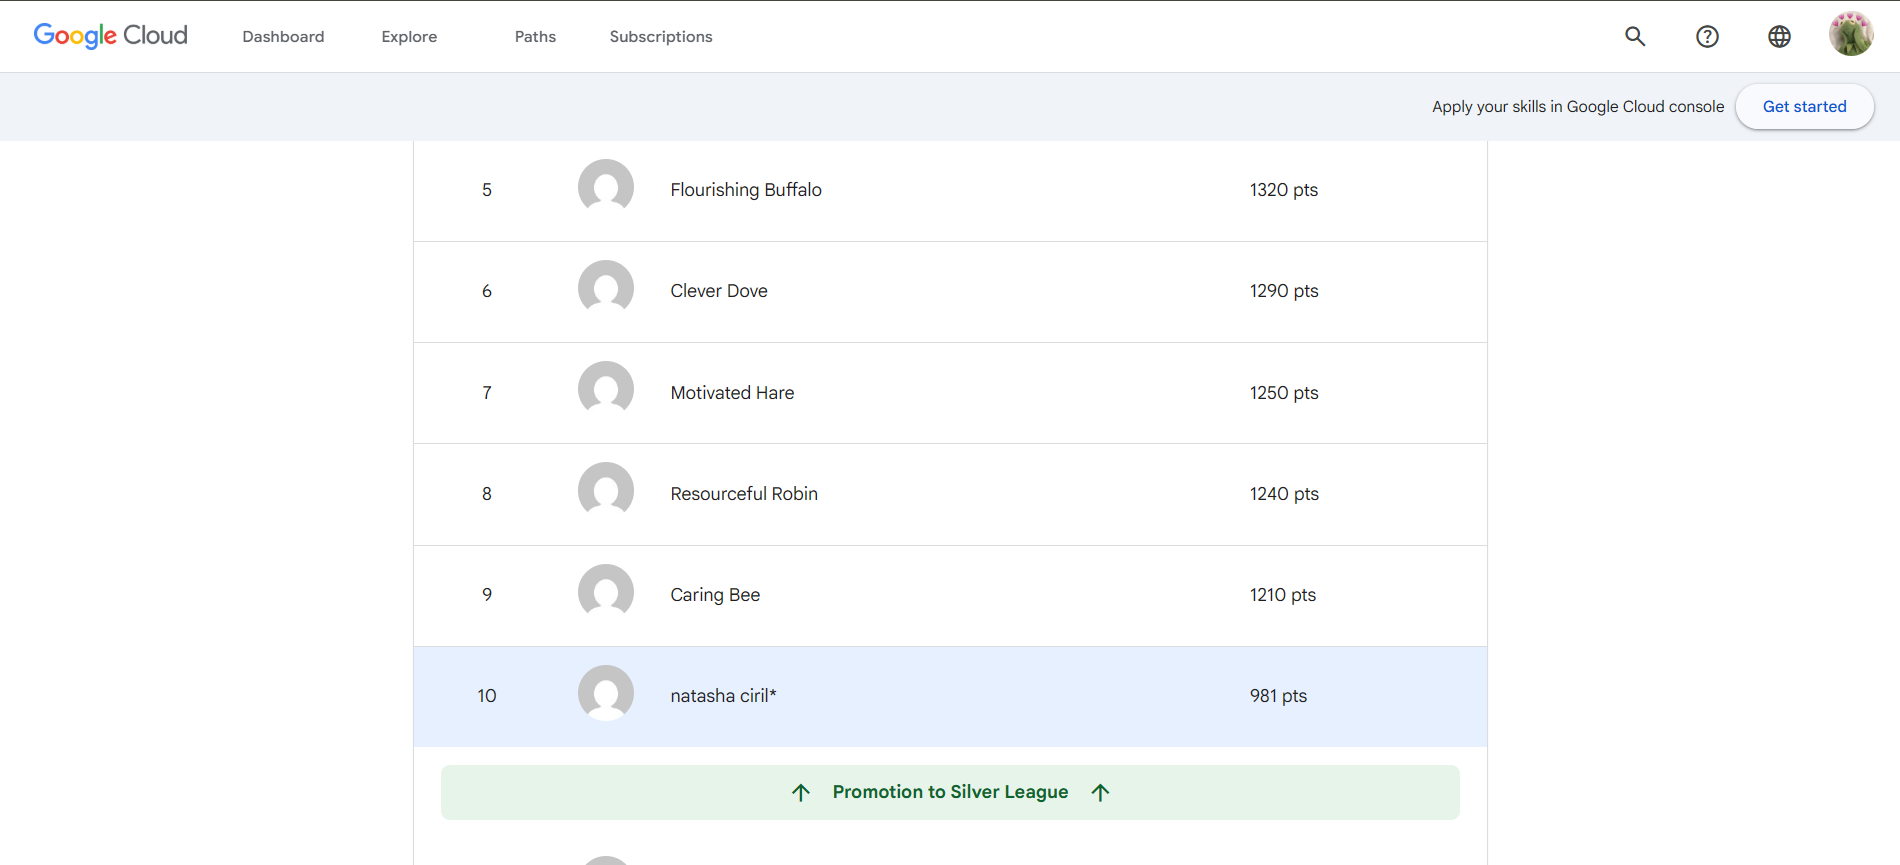 Google Cloud Dashboard Explore Paths Subscriptions
Apply your skills in Google Cloud console Get started
5 Flourishing Buffalo 1320 pts
6 Clever Dove 1290 pts
7 Motivated Hare 1250 pts
8 Resourceful Robin 1240 pts
9 Caring Bee 1210 pts
10 natasha ciril* 981 pts
Promotion to Silver League